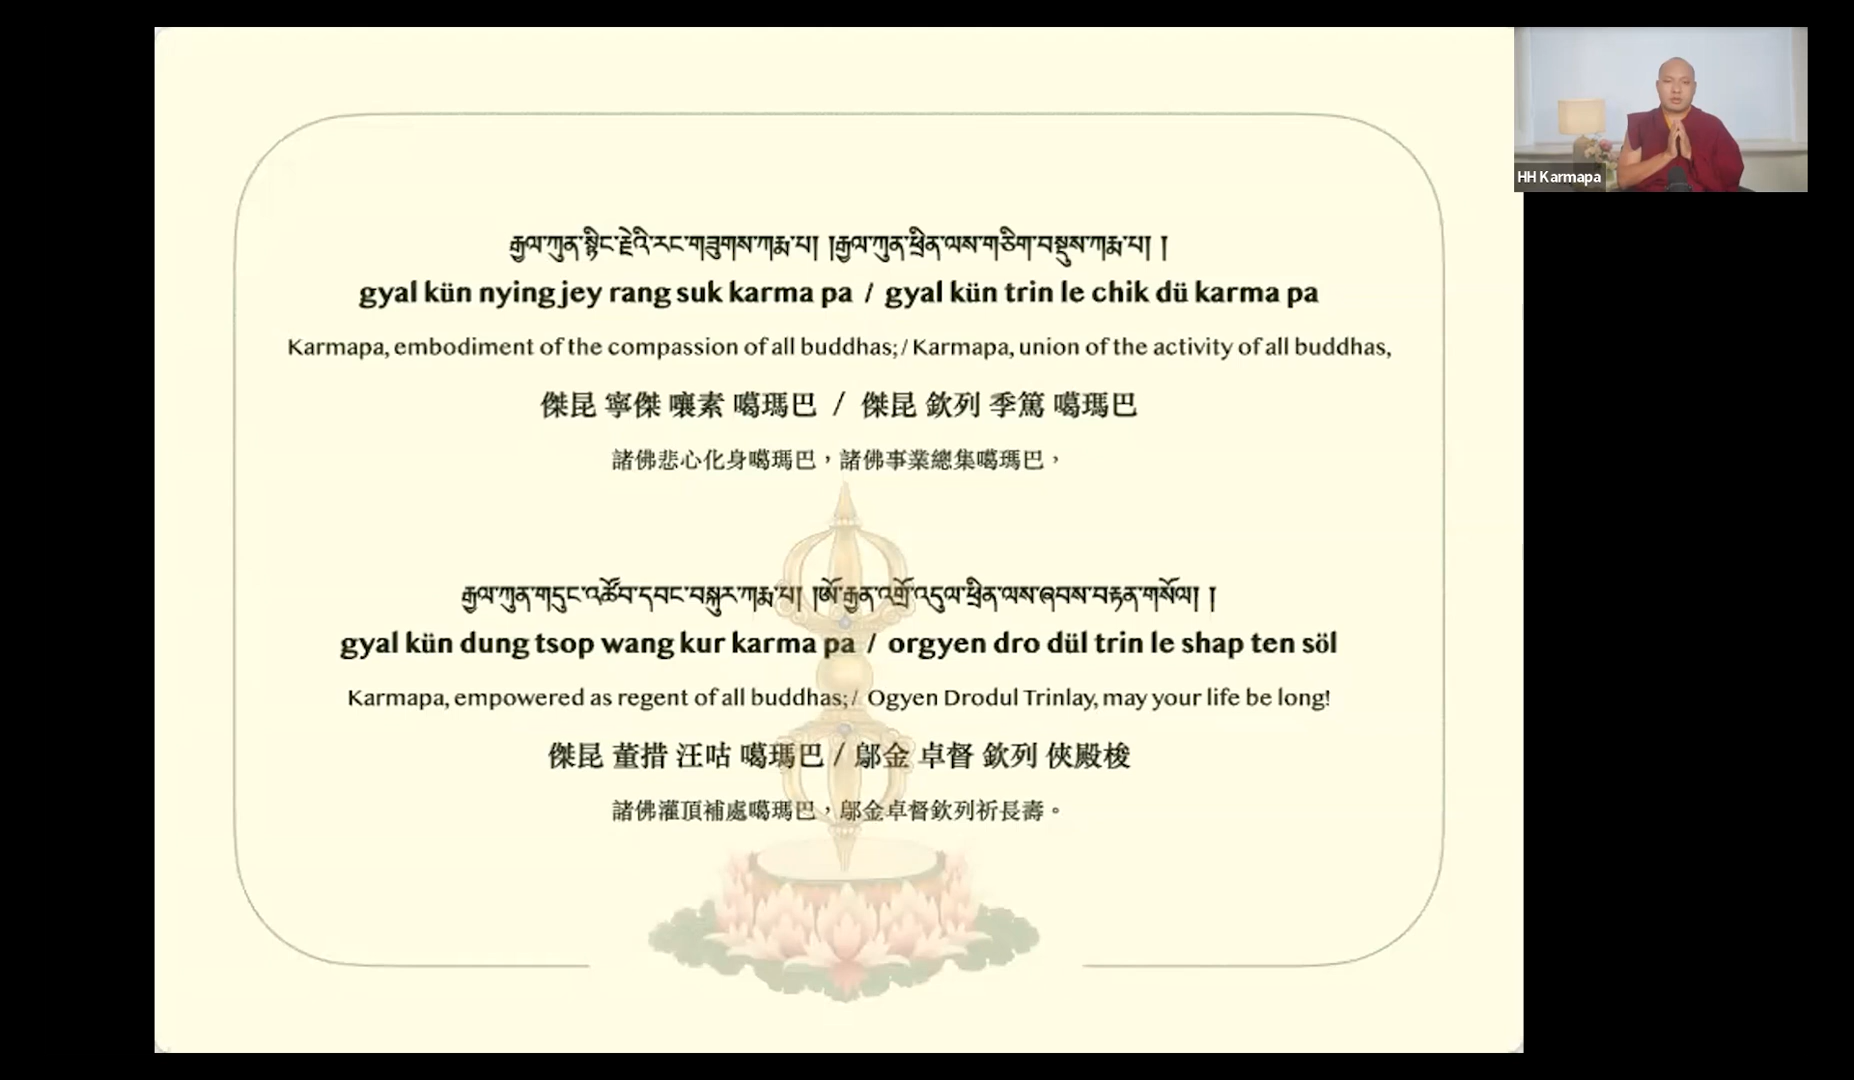 རྒྱལ་ཀུན་སྙིང་རྗེའི་རང་གཟུགས་ཀརྨ་པ། །རྒྱལ་ཀུན་ཕྲིན་ལས་གཅིག་བསྡུས་ཀརྨ་པ། །
gyal kün nying jey rang suk karma pa / gyal kün trin le chik dü karma pa
Karmapa, embodiment of the compassion of all buddhas; / Karmapa, union of the activity of all buddhas,
傑昆 寧傑 嚷素 噶瑪巴 / 傑昆 欽列 季篤 噶瑪巴
諸佛悲心化身噶瑪巴，諸佛事業總集噶瑪巴，
རྒྱལ་ཀུན་གདུང་འཚོབ་དབང་བསྐུར་ཀརྨ་པ། །ཨོ་རྒྱན་འགྲོ་འདུལ་ཕྲིན་ལས་ཞབས་བརྟན་གསོལ། །
gyal kün dung tsop wang kur karma pa / orgyen dro dül trin le shap ten söl
Karmapa, empowered as regent of all buddhas; / Ogyen Drodul Trinlay, may your life be long!
傑昆 董措 汪咕 噶瑪巴 / 鄔金 卓督 欽列 俠殿梭
諸佛灌頂補處噶瑪巴，鄔金卓督欽列祈長壽。
HH Karmapa